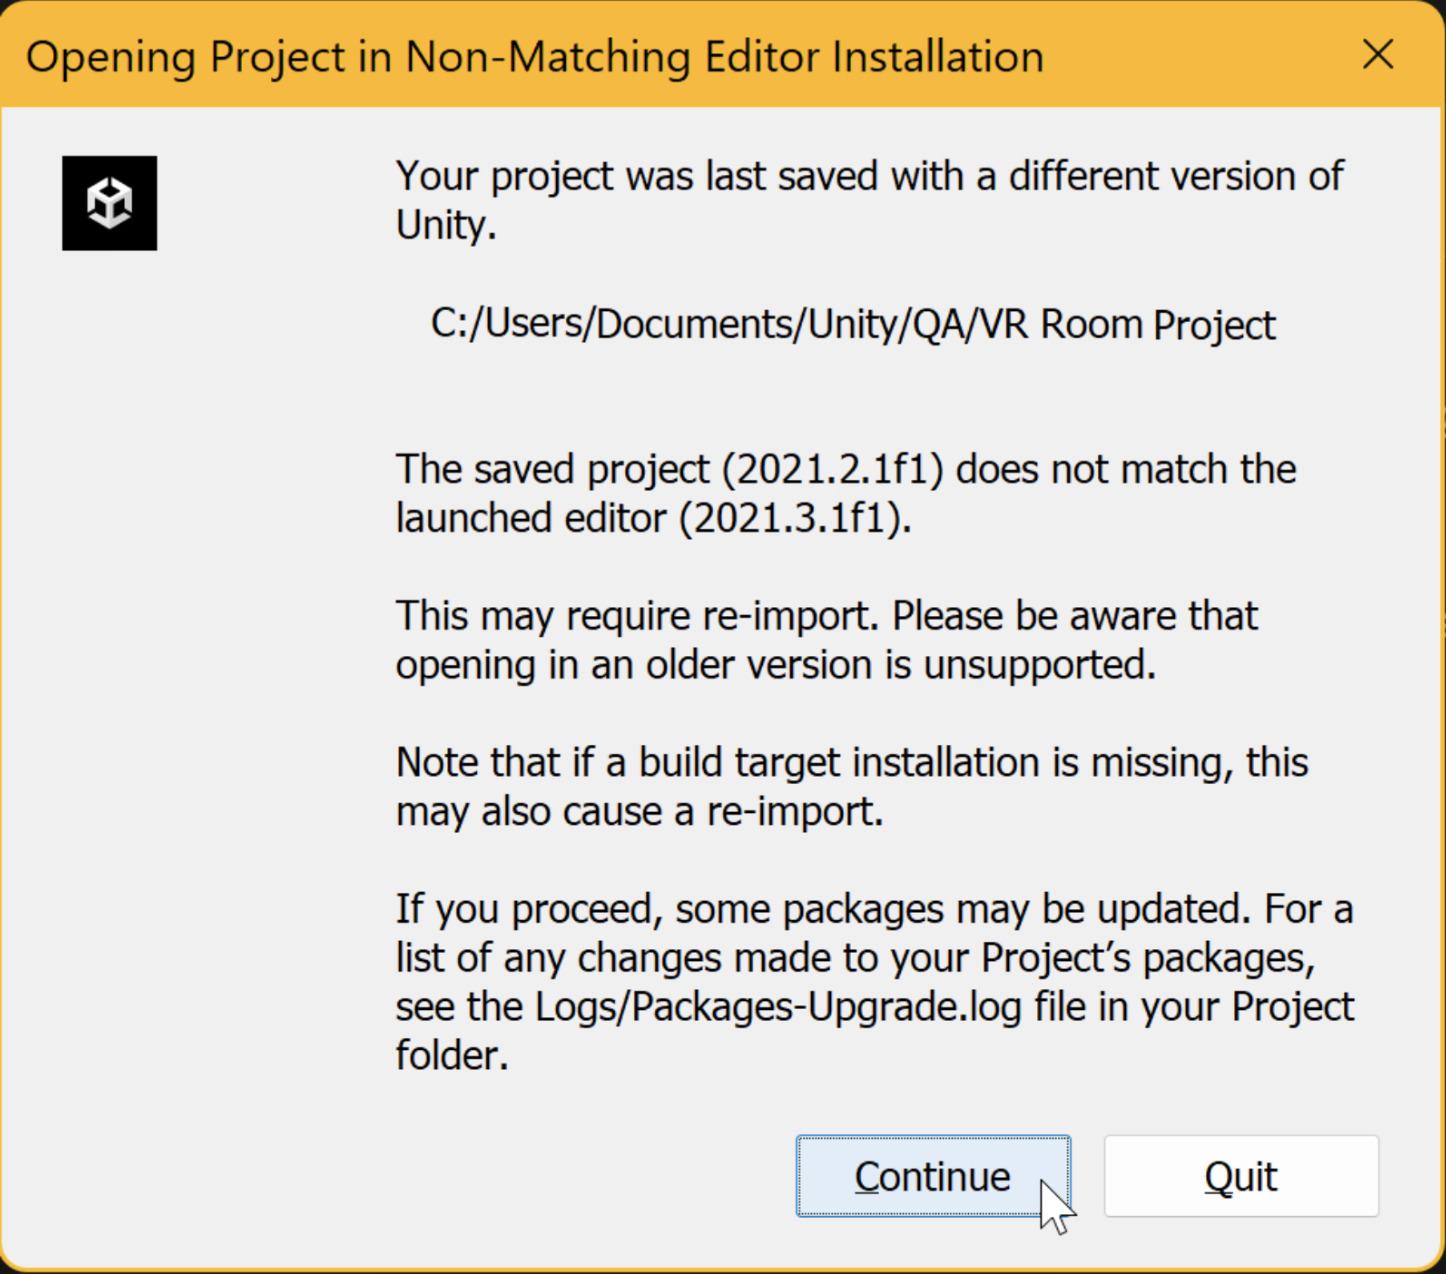 Opening Project in Non-Matching Editor Installation
Your project was last saved with a different version of
Unity.
C:/Users/Documents/Unity/QA/VR Room Project
The saved project (2021.2.1f1) does not match the
launched editor (2021.3.1f1).
This may require re-import. Please be aware that
opening in an older version is unsupported.
Note that if a build target installation is missing, this
may also cause a re-import.
If you proceed, some packages may be updated. For a
list of any changes made to your Project’s packages,
see the Logs/Packages-Upgrade.log file in your Project
folder.
Continue
Quit